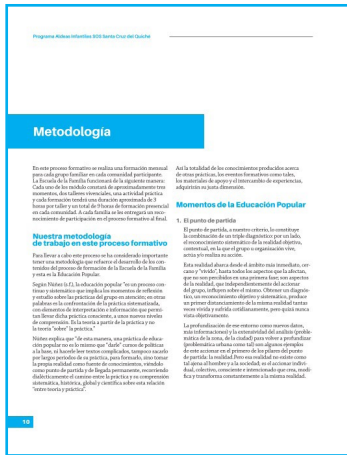 Programa Aldeas Infantiles SOS Santa Cruz del Quiché
Metodología
En este proceso formativo se realiza una formación mensual
para cada grupo familiar en cada comunidad participante.
La Escuela de la Familia funcionará de la siguiente manera:
Cada uno de los módulo constará de aproximadamente tres
momentos, dos talleres vivenciales, una actividad práctica
y cada formación tendrá una duración aproximada de 3
horas por taller y un total de 9 horas de formación presencial
en cada comunidad. A cada familia se les entregará un reco-
nocimiento de participación en el proceso formativo al final.
Nuestra metodología
de trabajo en este proceso formativo
Para llevar a cabo este proceso se ha considerado importante
tener una metodología que refuerce el desarrollo de los con-
tenidos del proceso de formación de la Escuela de la Familia
y esta es la Educación Popular.
Según Núñez (s.f.), la educación popular "es un proceso con-
tinuo y sistemático que implica los momentos de reflexión
y estudio sobre las prácticas del grupo en atención; en otras
palabras es la confrontación de la práctica sistematizada,
con elementos de interpretación e información que permi-
tan llevar dicha práctica consciente, a unos nuevos niveles
de comprensión. Es la teoría a partir de la práctica y no
la teoría "sobre" la práctica."
Núñez explica que "de esta manera, una práctica de educa-
ción popular no es lo mismo que "darle" cursos de políticas
a la base, ni hacerle leer textos complicados, tampoco sacarlo
por largos períodos de su práctica, para formarlo, sino tomar
la propia realidad como fuente de conocimientos, viéndolo
como punto de partida y de llegada permanente, recorriendo
dialécticamente el camino entre la práctica y su comprensión
sistemática, histórica, global y científica sobre esta relación
"entre teoría y práctica".
Así la totalidad de los conocimientos producidos acerca
de otras prácticas, los eventos formativos como tales,
los materiales de apoyo y el intercambio de experiencias,
adquirirán su justa dimensión.
Momentos de la Educación Popular
1. El punto de partida
El punto de partida, a nuestro criterio, lo constituye
la combinación de un triple diagnóstico: por un lado,
el reconocimiento sistemático de la realidad objetiva,
contextual, en la que el grupo u organización vive;
actúa y/o realiza su acción.
Esta realidad abarca desde el ámbito más inmediato, cer-
cano y "vivido", hasta todos los aspectos que la afectan,
que no son percibidos en una primera fase; son aspectos
de la realidad, que independientemente del accionar
del grupo, influyen sobre el mismo. Obtener un diagnós-
tico, un reconocimiento objetivo y sistemático, produce
un primer distanciamiento de la misma realidad tantas
veces vivida y sufrida cotidianamente, pero quizá nunca
vista objetivamente.
La profundización de ese entorno como nuevos datos,
más informaciones y la extensividad del análisis (proble-
mática de la zona, de la ciudad) para volver a profundizar
(problemática urbana como tal) son algunos ejemplos
de este accionar en el primero de los pilares del punto
de partida: la realidad. Pero esa realidad no existe como
tal ajena al hombre y a la sociedad; es el accionar indivi-
dual, colectivo, consciente e intencionado que crea, modi-
fica y transforma constantemente a la misma realidad.
10